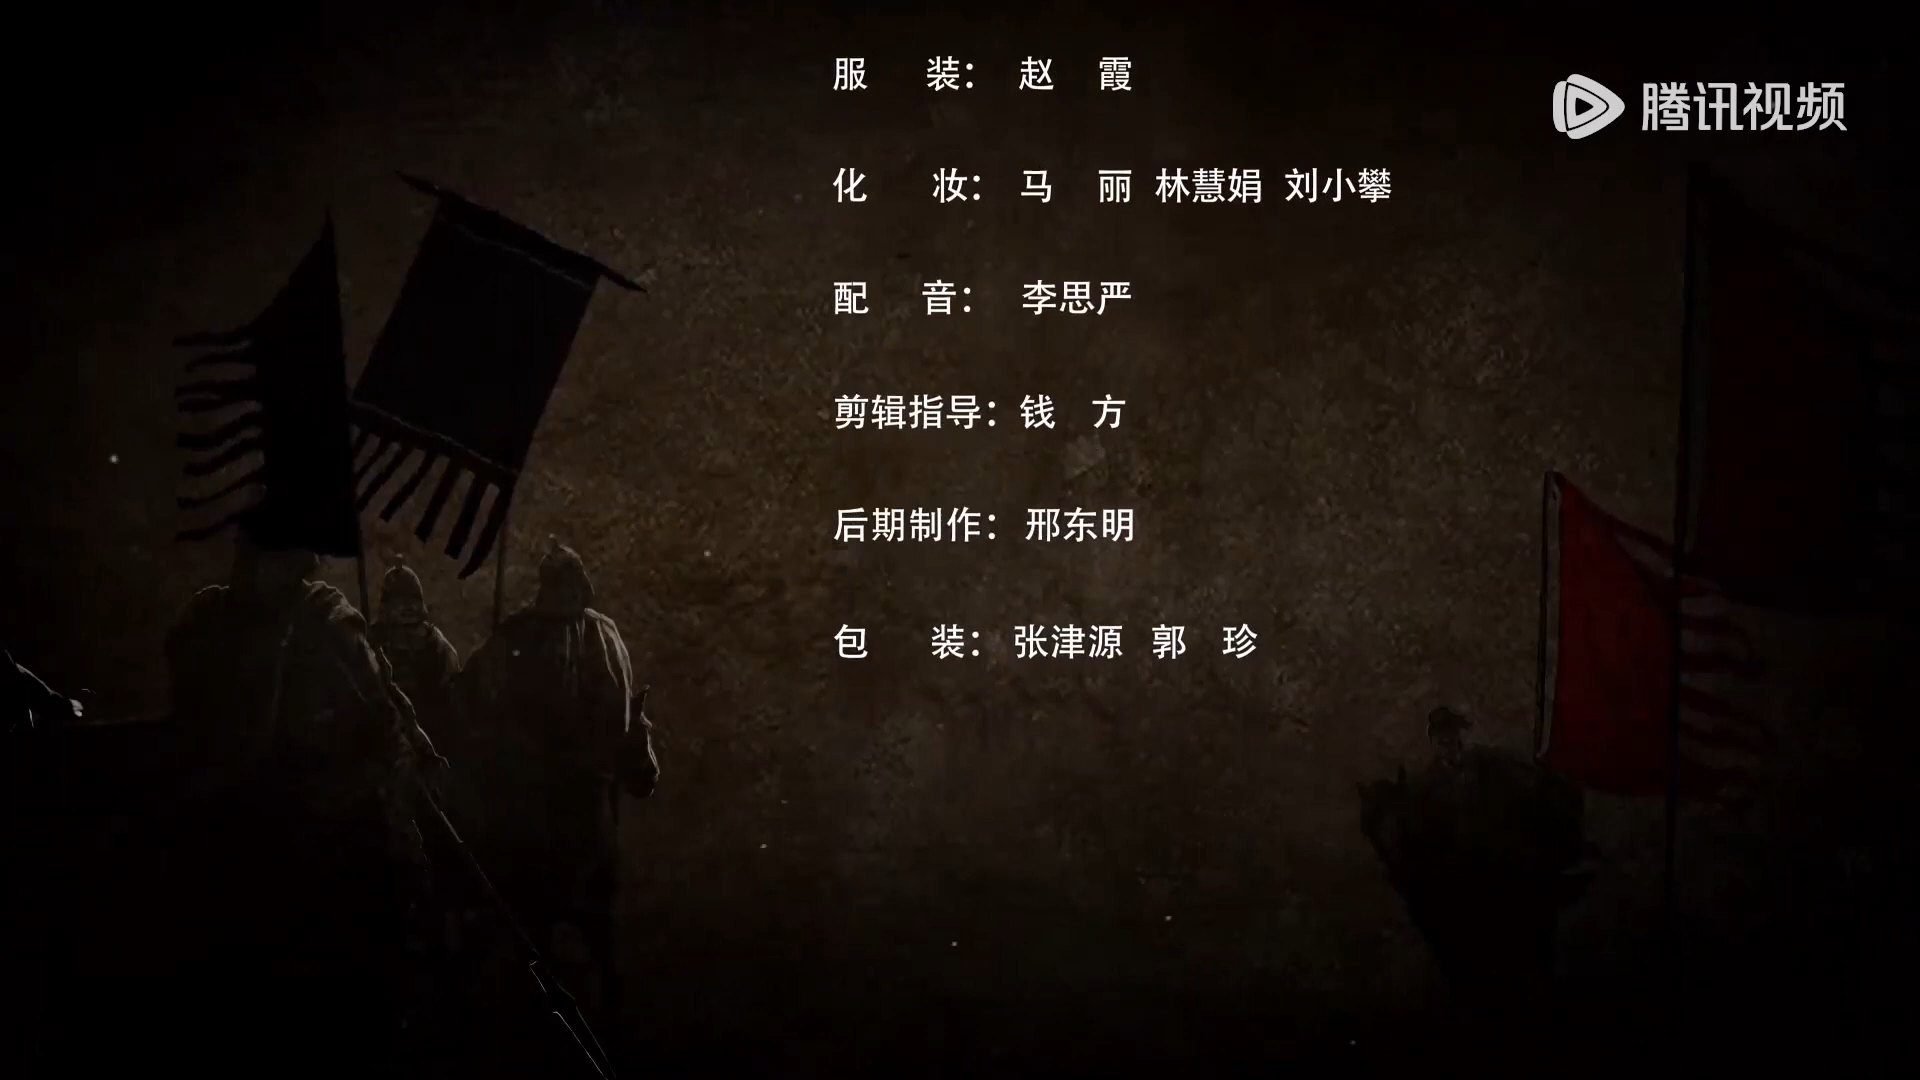 服 装： 赵 霞
腾讯视频
化 妆： 马 丽 林慧娟 刘小攀
配 音： 李思严
剪辑指导：钱 方
后期制作：邢东明
包 装：张津源 郭 珍